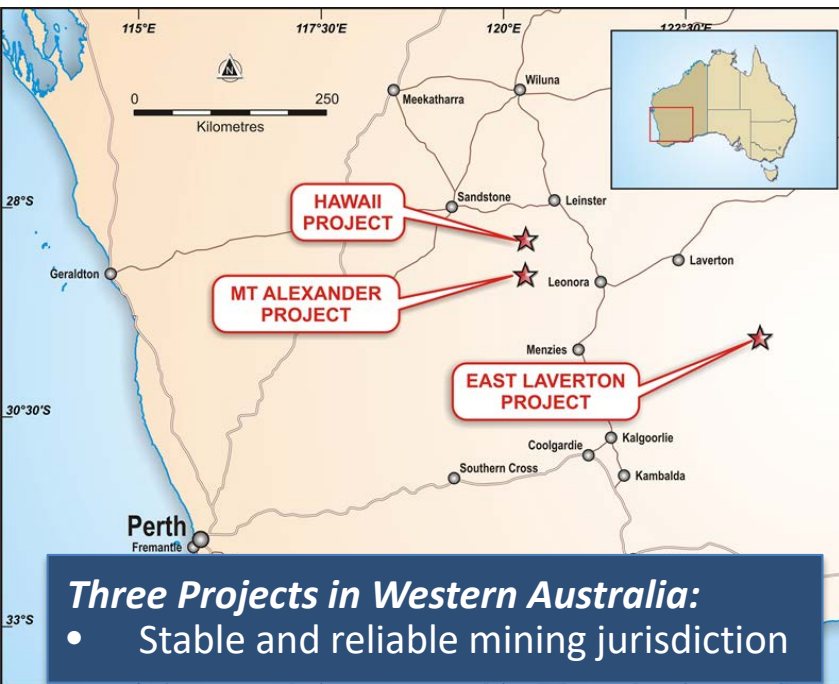 115°E
117°30'E
120°E
122°30'E
N
0 250
Kilometres
Meekatharra
Wiluna
28°S
HAWAII
PROJECT
Sandstone
Leinster
Geraldton
MT ALEXANDER
PROJECT
Leonora
Laverton
Menzies
EAST LAVERTON
PROJECT
30°30'S
Coolgardie
Kalgoorlie
Southern Cross
Kambalda
Perth
Fremantle
33°S
Three Projects in Western Australia:
• Stable and reliable mining jurisdiction